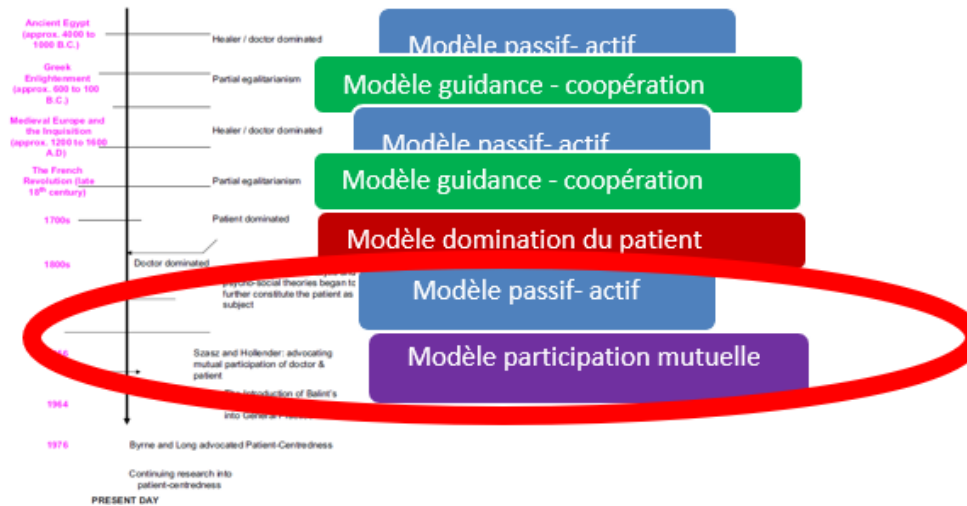 Ancient Egypt
(approx. 4000 to
1000 B.C.)
Healer / doctor dominated
Modèle passif- actif
Greek
Enlightenment
(approx. 600 to 100
B.C.)
Partial egalitarianism
Modèle guidance - coopération
Medieval Europe and
the Inquisition
(approx. 1200 to 1600
A.D)
Healer / doctor dominated
Modèle passif- actif
The French
Revolution (late
18th century)
Partial egalitarianism
Modèle guidance - coopération
1700s
Patient dominated
Modèle domination du patient
1800s
Doctor dominated
psycho-social theories began to
further constitute the patient as
subject
Modèle passif- actif
Szasz and Hollender: advocating
mutual participation of doctor &
patient
Modèle participation mutuelle
1964
Introduction of Balint's
into General
1976
Byrne and Long advocated Patient-Centredness
Continuing research into
patient-centredness
PRESENT DAY